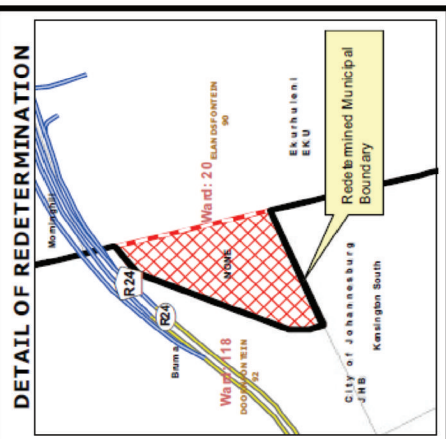 DETAIL OF REDETERMINATION
Morninghill
R24
R24
Bruma
Ward: 118
DOORNFONTEIN
92
Ward: 20
ELANDSFONTEIN
90
NONE
Ekurhuleni
EKU
Redetermined Municipal
Boundary
City of Johannesburg
JHB
Kensington South